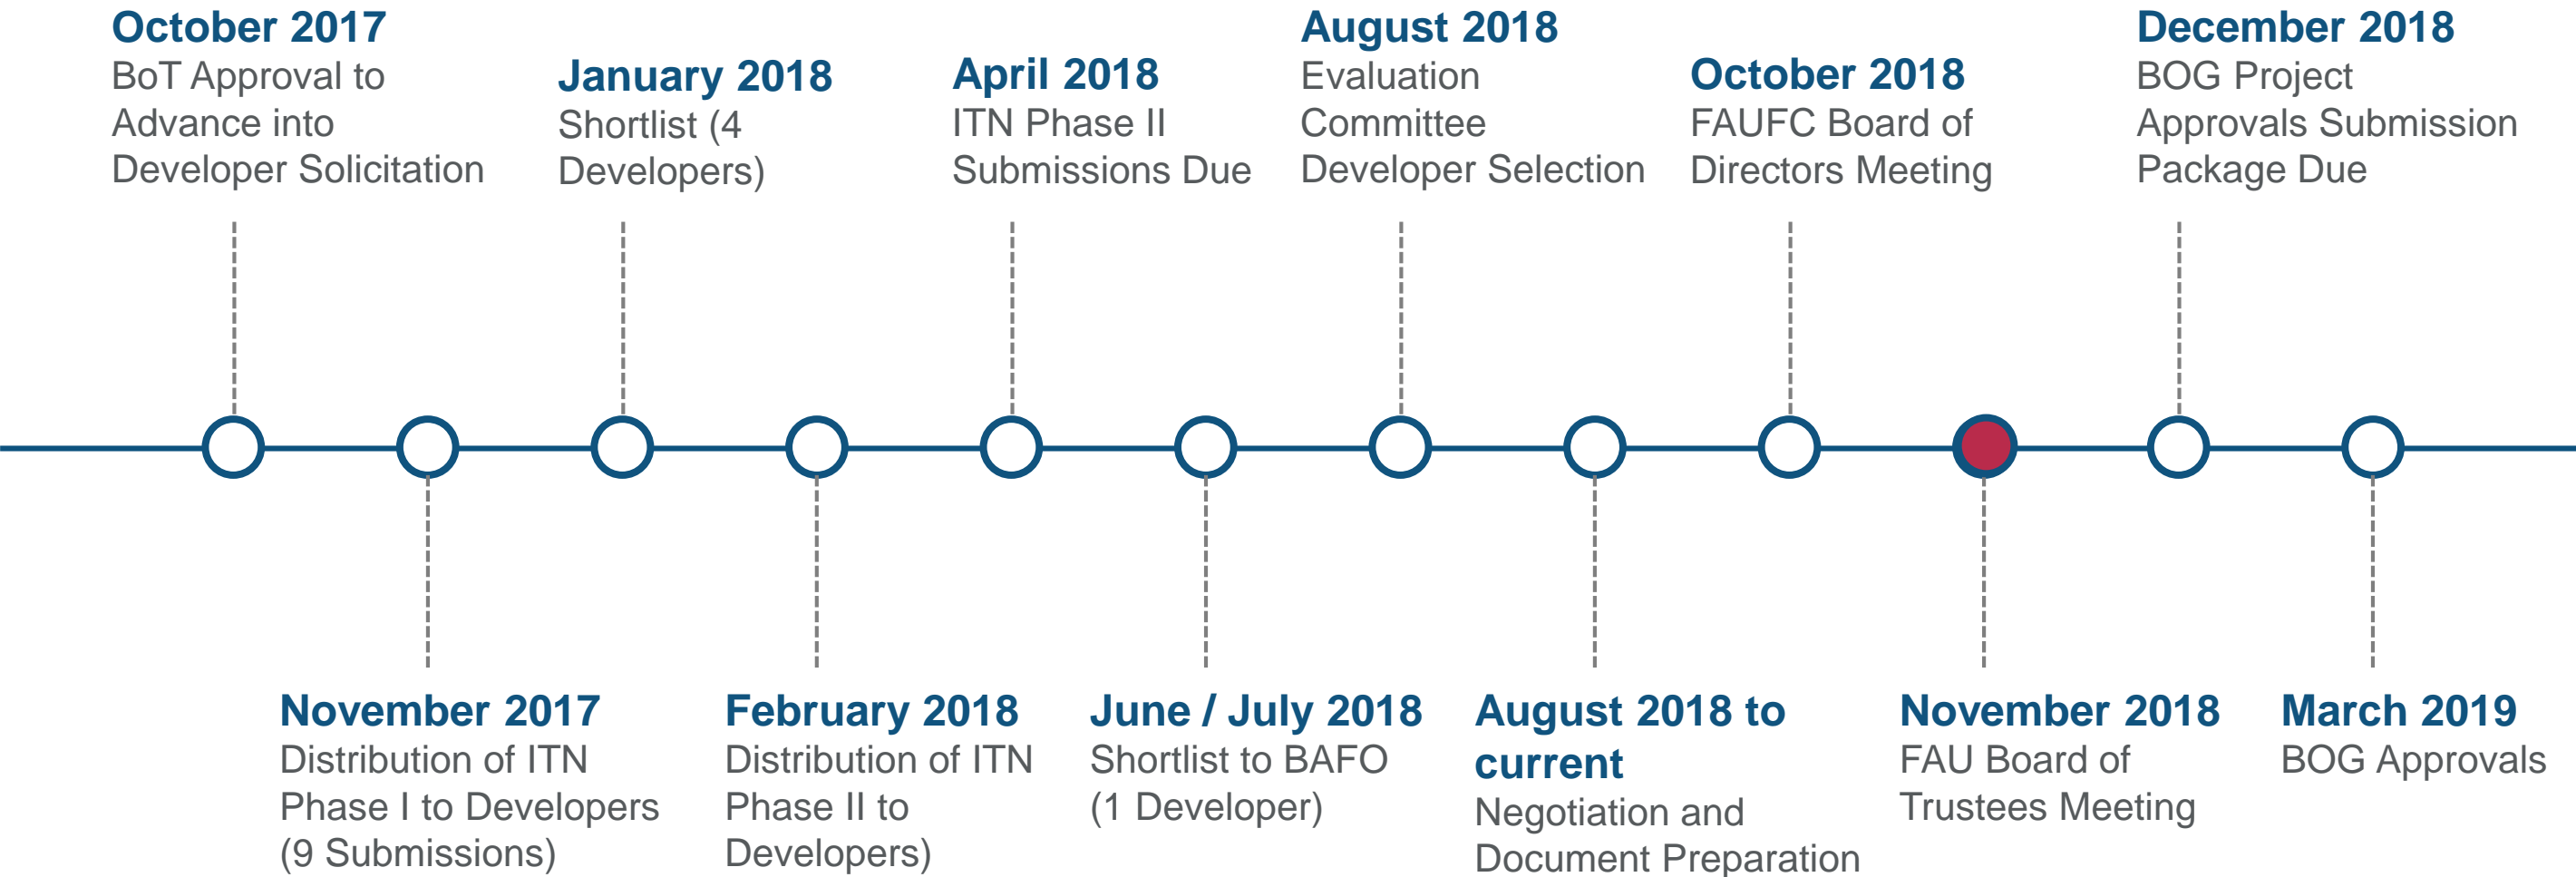 October 2017
BoT Approval to
Advance into
Developer Solicitation
January 2018
Shortlist (4
Developers)
April 2018
ITN Phase II
Submissions Due
August 2018
Evaluation
Committee
Developer Selection
October 2018
FAUFC Board of
Directors Meeting
December 2018
BOG Project
Approvals Submission
Package Due
November 2017
Distribution of ITN
Phase I to Developers
(9 Submissions)
February 2018
Distribution of ITN
Phase II to
Developers)
June / July 2018
Shortlist to BAFO
(1 Developer)
August 2018 to
current
Negotiation and
Document Preparation
November 2018
FAU Board of
Trustees Meeting
March 2019
BOG Approvals